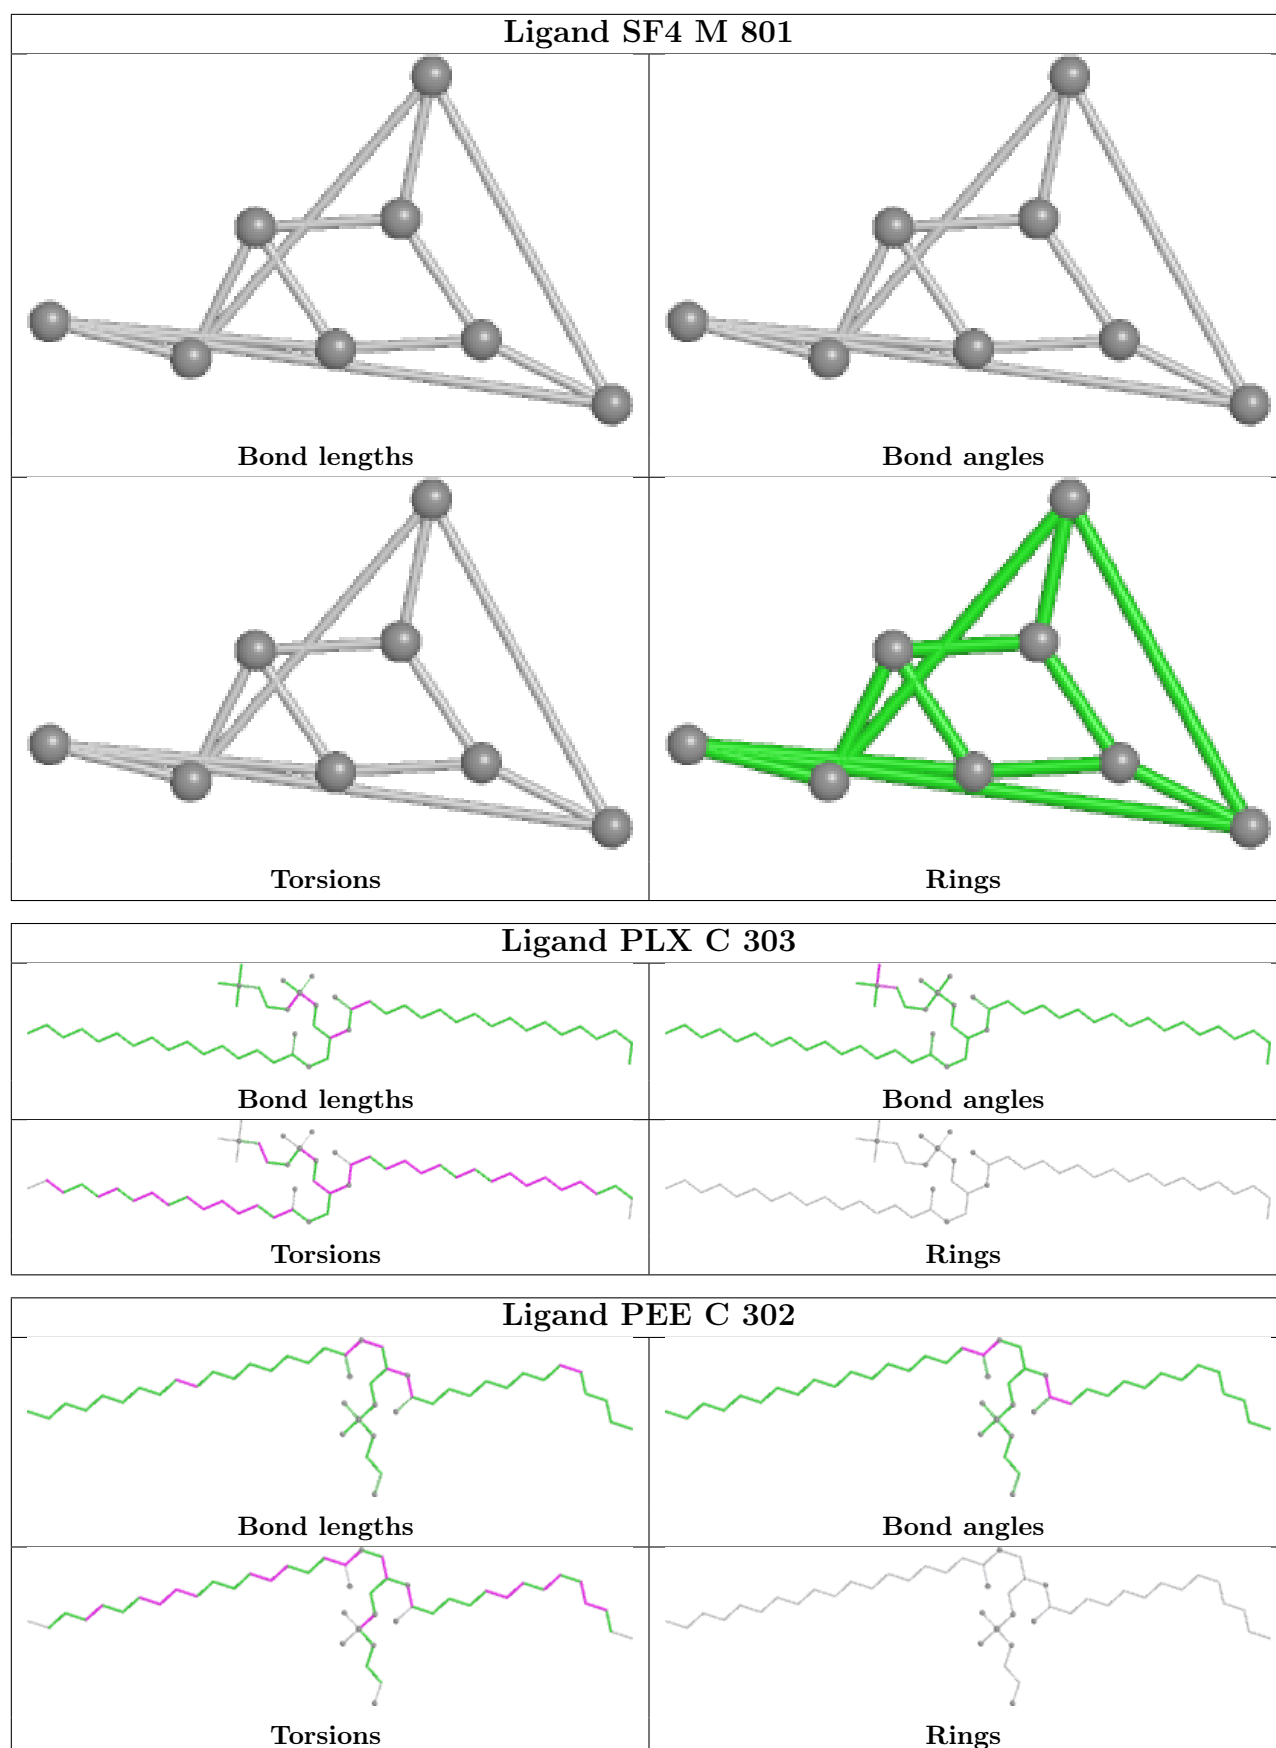 Ligand SF4 M 801
Bond lengths
Bond angles
Torsions
Rings
Ligand PLX C 303
Bond lengths
Bond angles
Torsions
Rings
Ligand PEE C 302
Bond lengths
Bond angles
Torsions
Rings